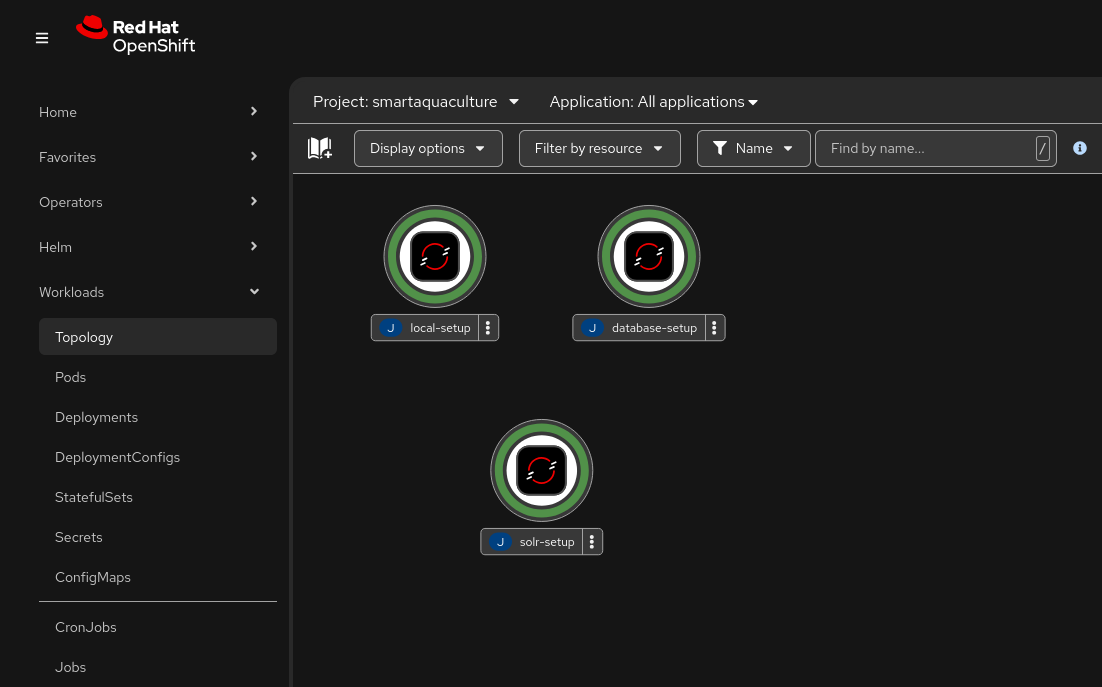 Red Hat
OpenShift
Home
Favorites
Operators
Helm
Workloads
Topology
Pods
Deployments
DeploymentConfigs
StatefulSets
Secrets
ConfigMaps
CronJobs
Jobs
Project: smartaquaculture
Application: All applications
Display options
Filter by resource
Name
Find by name...
/
J local-setup
J database-setup
J solr-setup